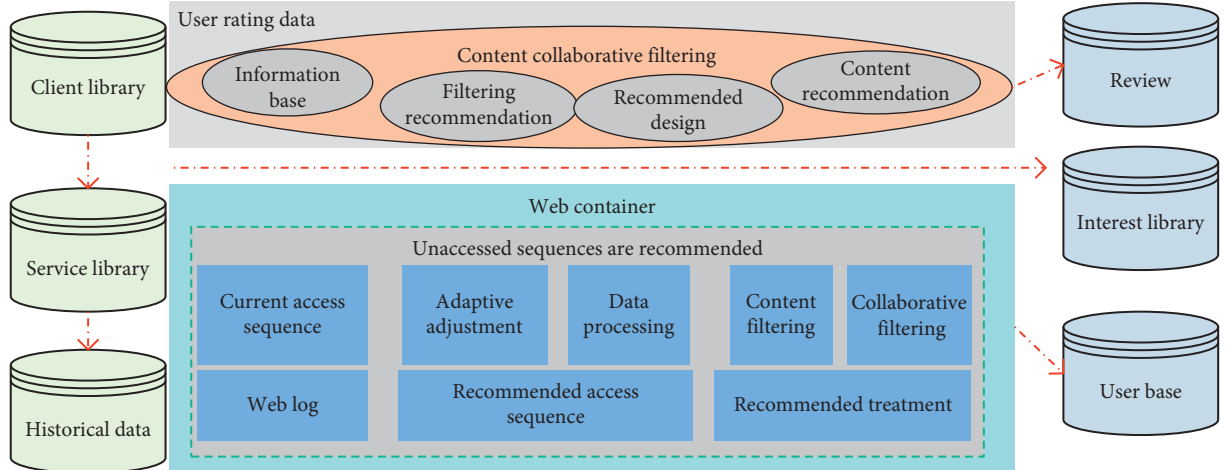 User rating data
Client library
Content collaborative filtering
Information
base
Filtering
recommendation
Recommended
design
Content
recommendation
Review
Service library
Historical data
Web container
Unaccessed sequences are recommended
Current access
sequence
Adaptive
adjustment
Data
processing
Content
filtering
Collaborative
filtering
Web log
Recommended access
sequence
Recommended treatment
Interest library
User base